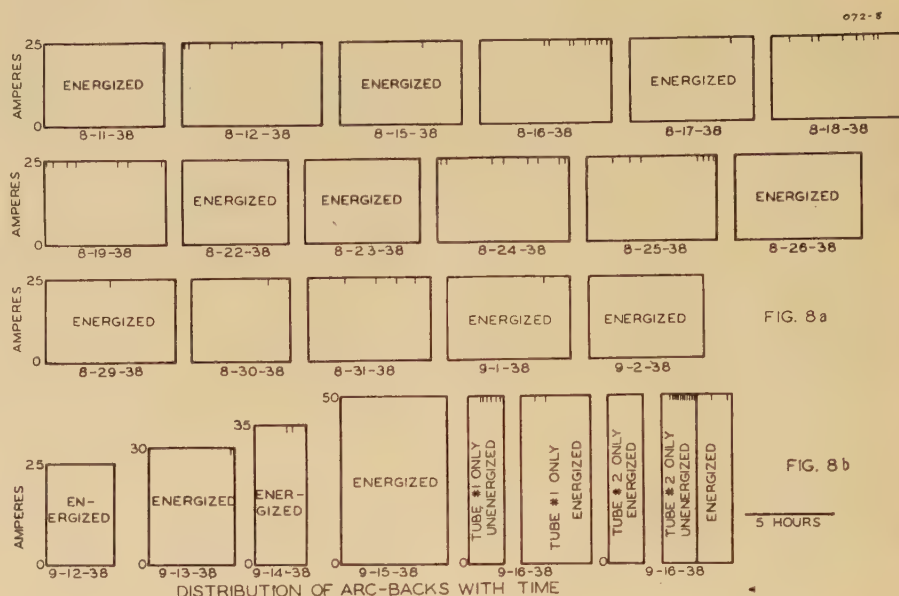 072-8
AMPERES
25
ENERGIZED
ENERGIZED
ENERGIZED
0
8-11-38 8-12-38 8-15-38 8-16-38 8-17-38 8-18-38
AMPERES
25
ENERGIZED ENERGIZED
ENERGIZED
0
8-19-38 8-22-38 8-23-38 8-24-38 8-25-38 8-26-38
AMPERES
25
ENERGIZED
ENERGIZED
ENERGIZED
FIG. 8a
0
8-29-38 8-30-38 8-31-38 9-1-38 9-2-38
AMPERES
25
EN-
ERGIZED
0
9-12-38
30
ENERGIZED
0
9-13-38
35
ENER-
GIZED
0
9-14-38
50
ENERGIZED
0
9-15-38
TUBE #1 ONLY
UNENERGIZED
0
TUBE #1 ONLY
ENERGIZED
9-16-38
TUBE # 2 ONLY
ENERGIZED
0
TUBE # 2 ONLY
UNENERGIZED
ENERGIZED
9-16-38
FIG. 8b
5 HOURS
DISTRIBUTION OF ARC-BACKS WITH TIME